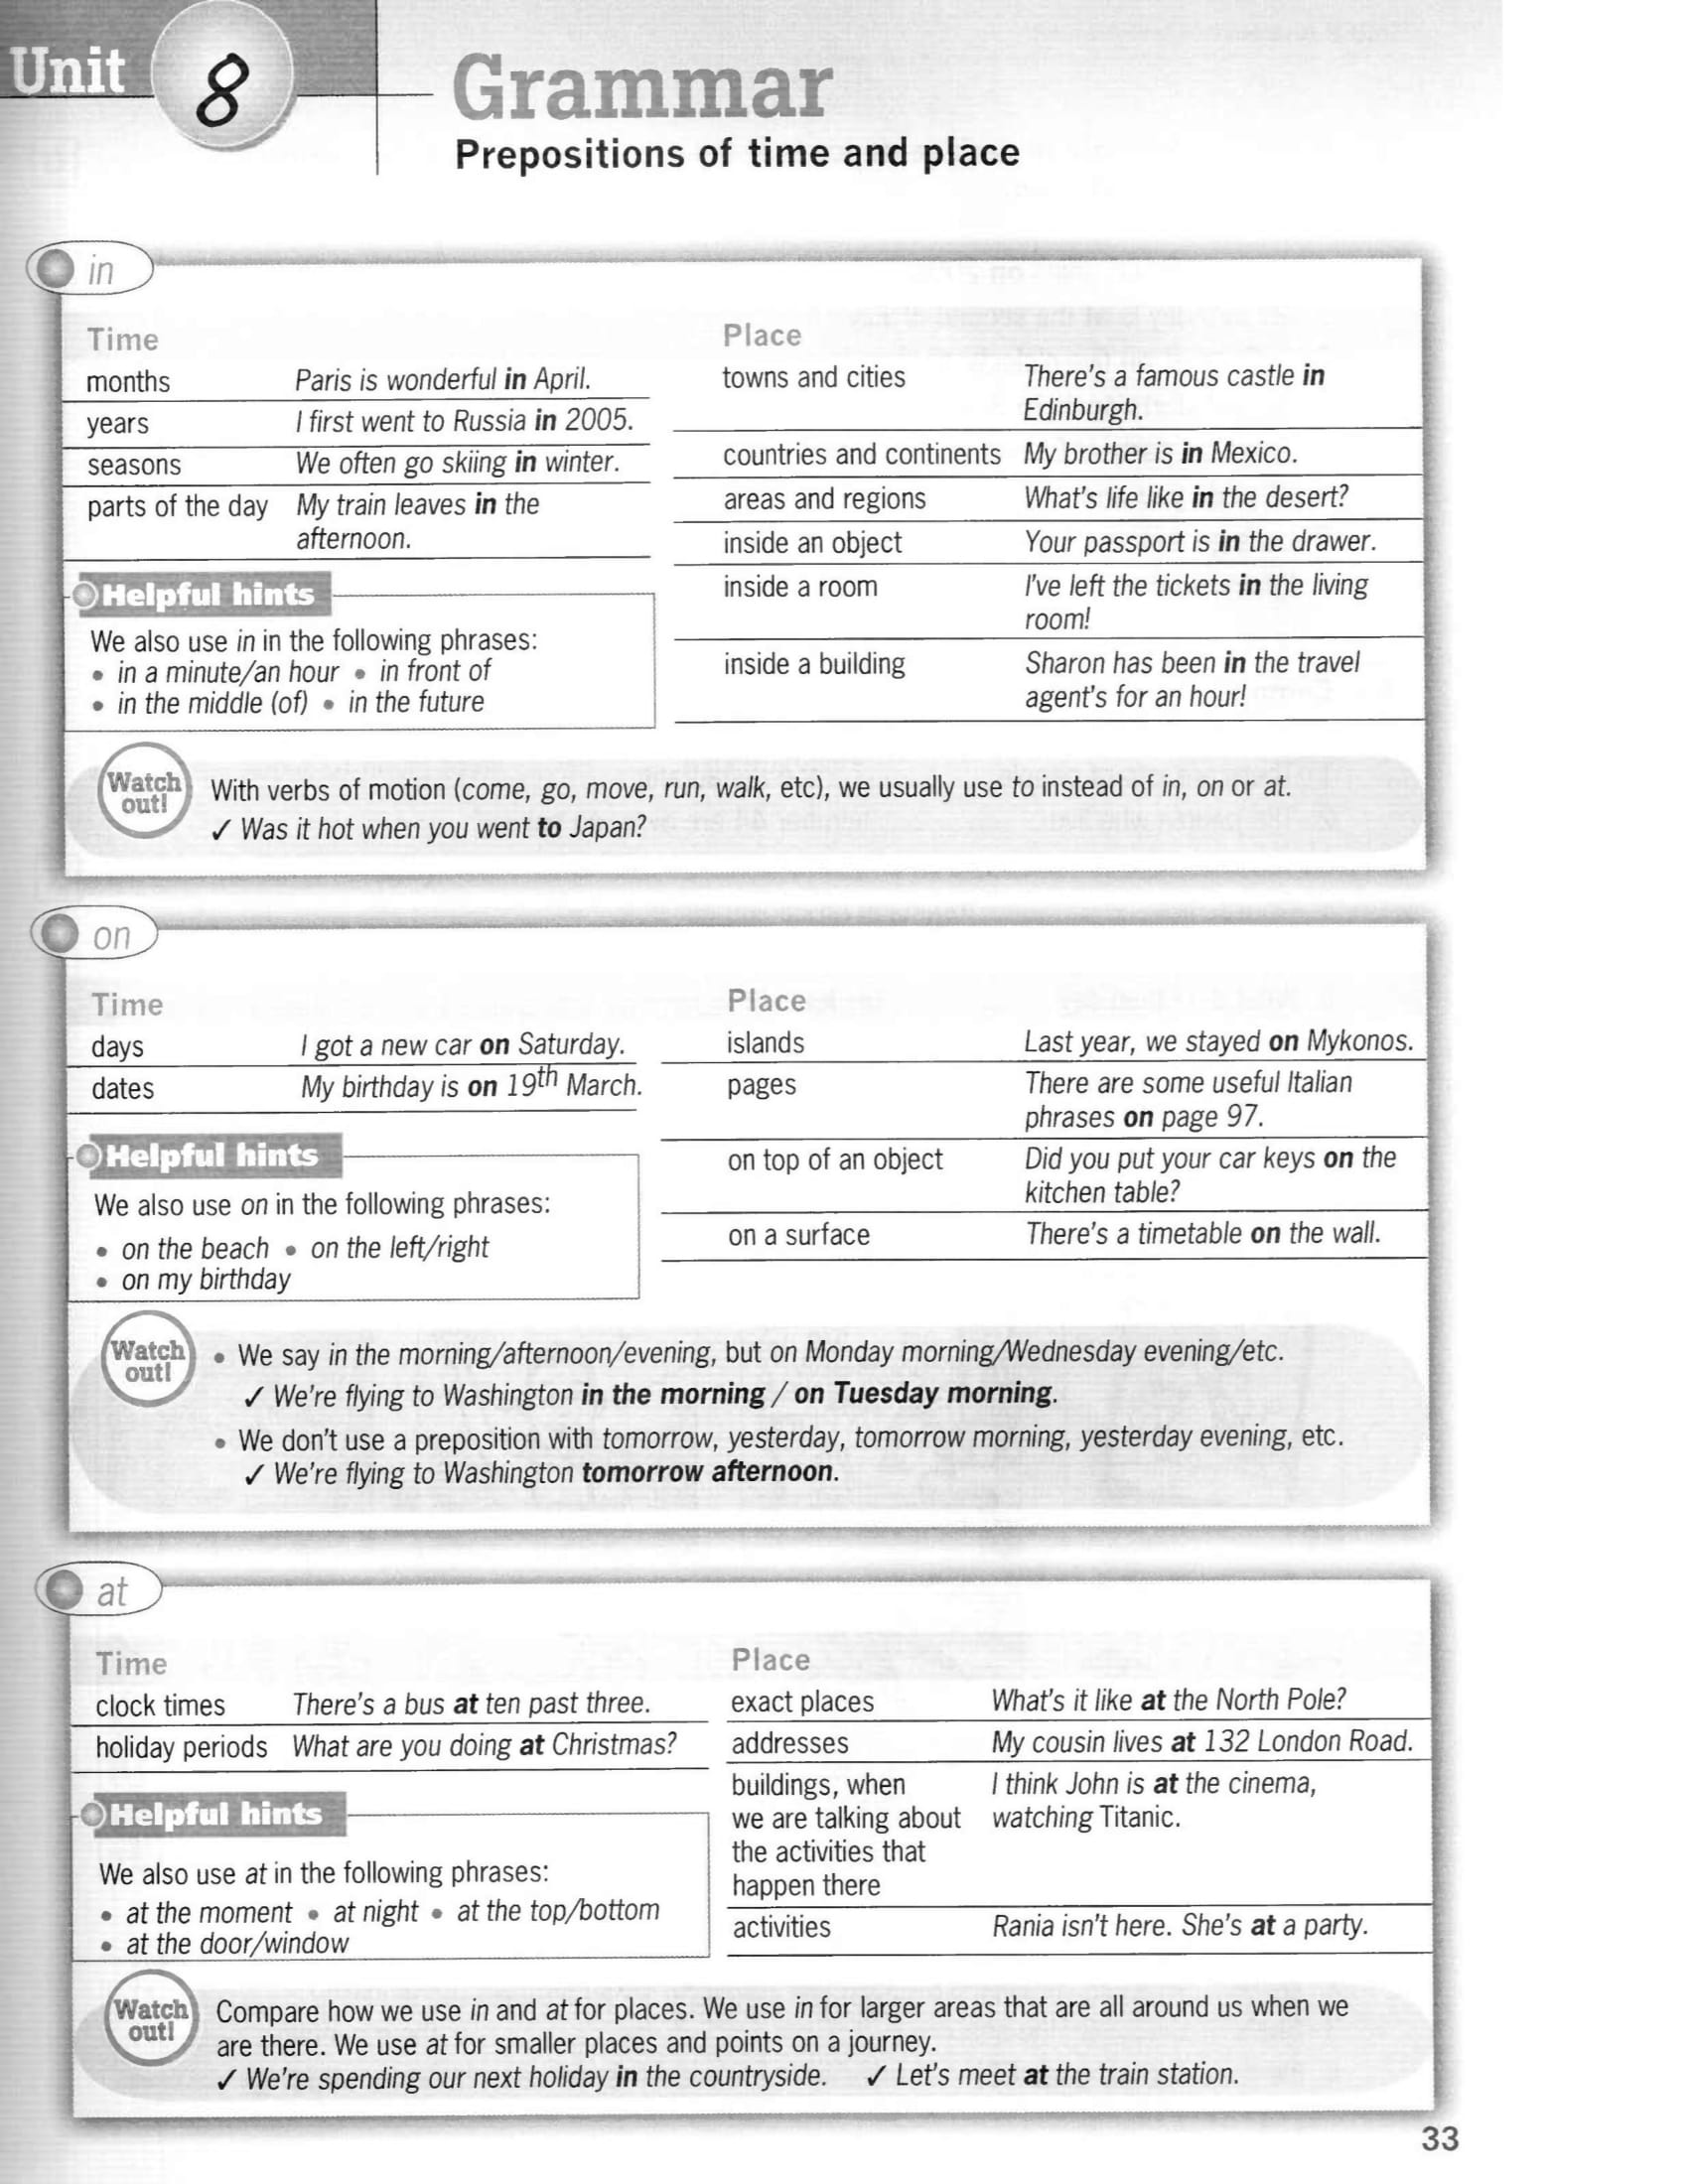 Unit 8
Grammar
Prepositions of time and place
in
Time
months Paris is wonderful in April.
years I first went to Russia in 2005.
seasons We often go skiing in winter.
parts of the day My train leaves in the
afternoon.
Helpful hints
We also use in in the following phrases:
• in a minute/an hour • in front of
• in the middle (of) • in the future
Place
towns and cities There's a famous castle in
Edinburgh.
countries and continents My brother is in Mexico.
areas and regions What's life like in the desert?
inside an object Your passport is in the drawer.
inside a room I've left the tickets in the living
room!
inside a building Sharon has been in the travel
agent's for an hour!
Watch
out!
With verbs of motion (come, go, move, run, walk, etc), we usually use to instead of in, on or at.
✓ Was it hot when you went to Japan?
on
Time
days I got a new car on Saturday.
dates My birthday is on 19th March.
Helpful hints
We also use on in the following phrases:
• on the beach • on the left/right
• on my birthday
Place
islands Last year, we stayed on Mykonos.
pages There are some useful Italian
phrases on page 97.
on top of an object Did you put your car keys on the
kitchen table?
on a surface There's a timetable on the wall.
Watch
out!
• We say in the morning/afternoon/evening, but on Monday morning/Wednesday evening/etc.
✓ We're flying to Washington in the morning / on Tuesday morning.
• We don't use a preposition with tomorrow, yesterday, tomorrow morning, yesterday evening, etc.
✓ We're flying to Washington tomorrow afternoon.
at
Time
clock times There's a bus at ten past three.
holiday periods What are you doing at Christmas?
Helpful hints
We also use at in the following phrases:
• at the moment • at night • at the top/bottom
• at the door/window
Place
exact places What's it like at the North Pole?
addresses My cousin lives at 132 London Road.
buildings, when I think John is at the cinema,
we are talking about watching Titanic.
the activities that
happen there
activities Rania isn't here. She's at a party.
Watch
out!
Compare how we use in and at for places. We use in for larger areas that are all around us when we
are there. We use at for smaller places and points on a journey.
✓ We're spending our next holiday in the countryside. ✓ Let's meet at the train station.
33